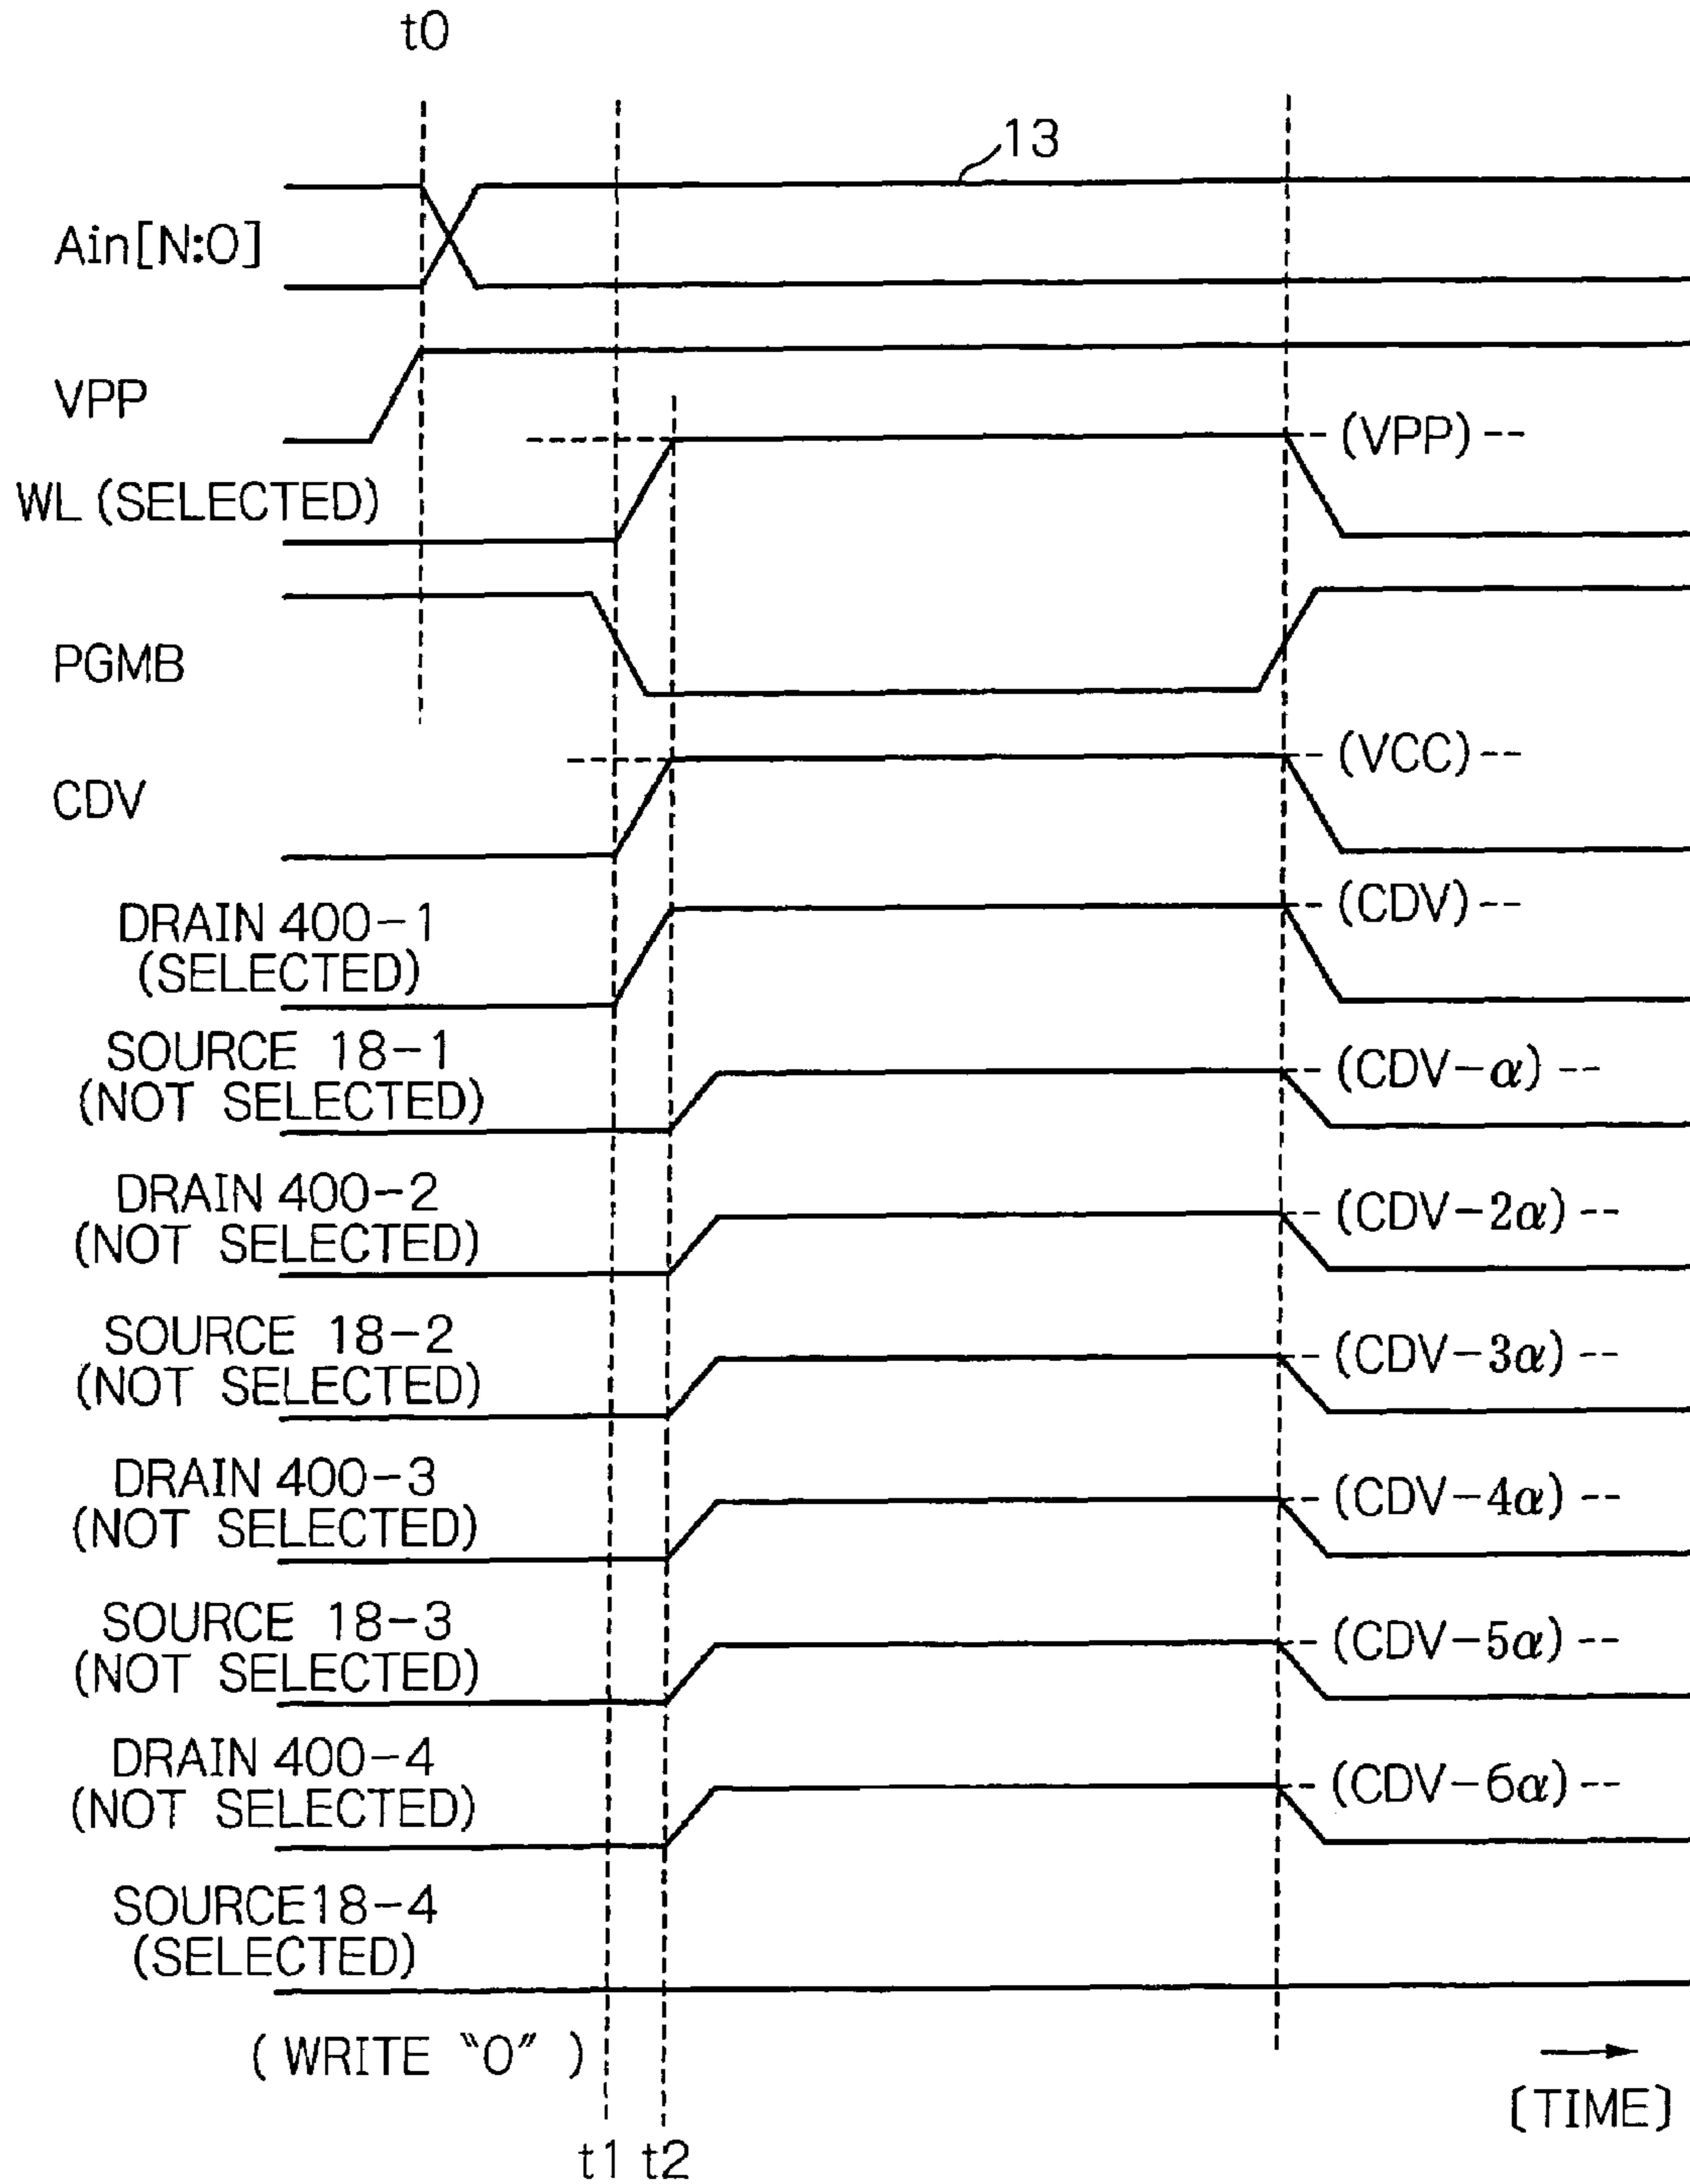 t0
13
Ain[N:0]
VPP
(VPP)
WL (SELECTED)
PGMB
(VCC)
CDV
DRAIN 400-1
(SELECTED)
(CDV)
SOURCE 18-1
(NOT SELECTED)
(CDV-α)
DRAIN 400-2
(NOT SELECTED)
(CDV-2α)
SOURCE 18-2
(NOT SELECTED)
(CDV-3α)
DRAIN 400-3
(NOT SELECTED)
(CDV-4α)
SOURCE 18-3
(NOT SELECTED)
(CDV-5α)
DRAIN 400-4
(NOT SELECTED)
(CDV-6α)
SOURCE18-4
(SELECTED)
( WRITE "0" )
[TIME]
t1 t2